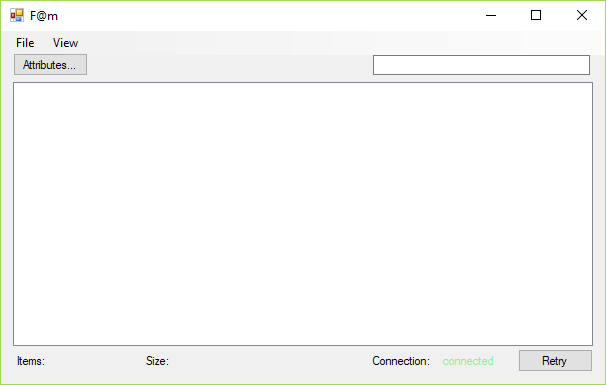 F@m
File View
Attributes...
Items: Size: Connection: connected Retry